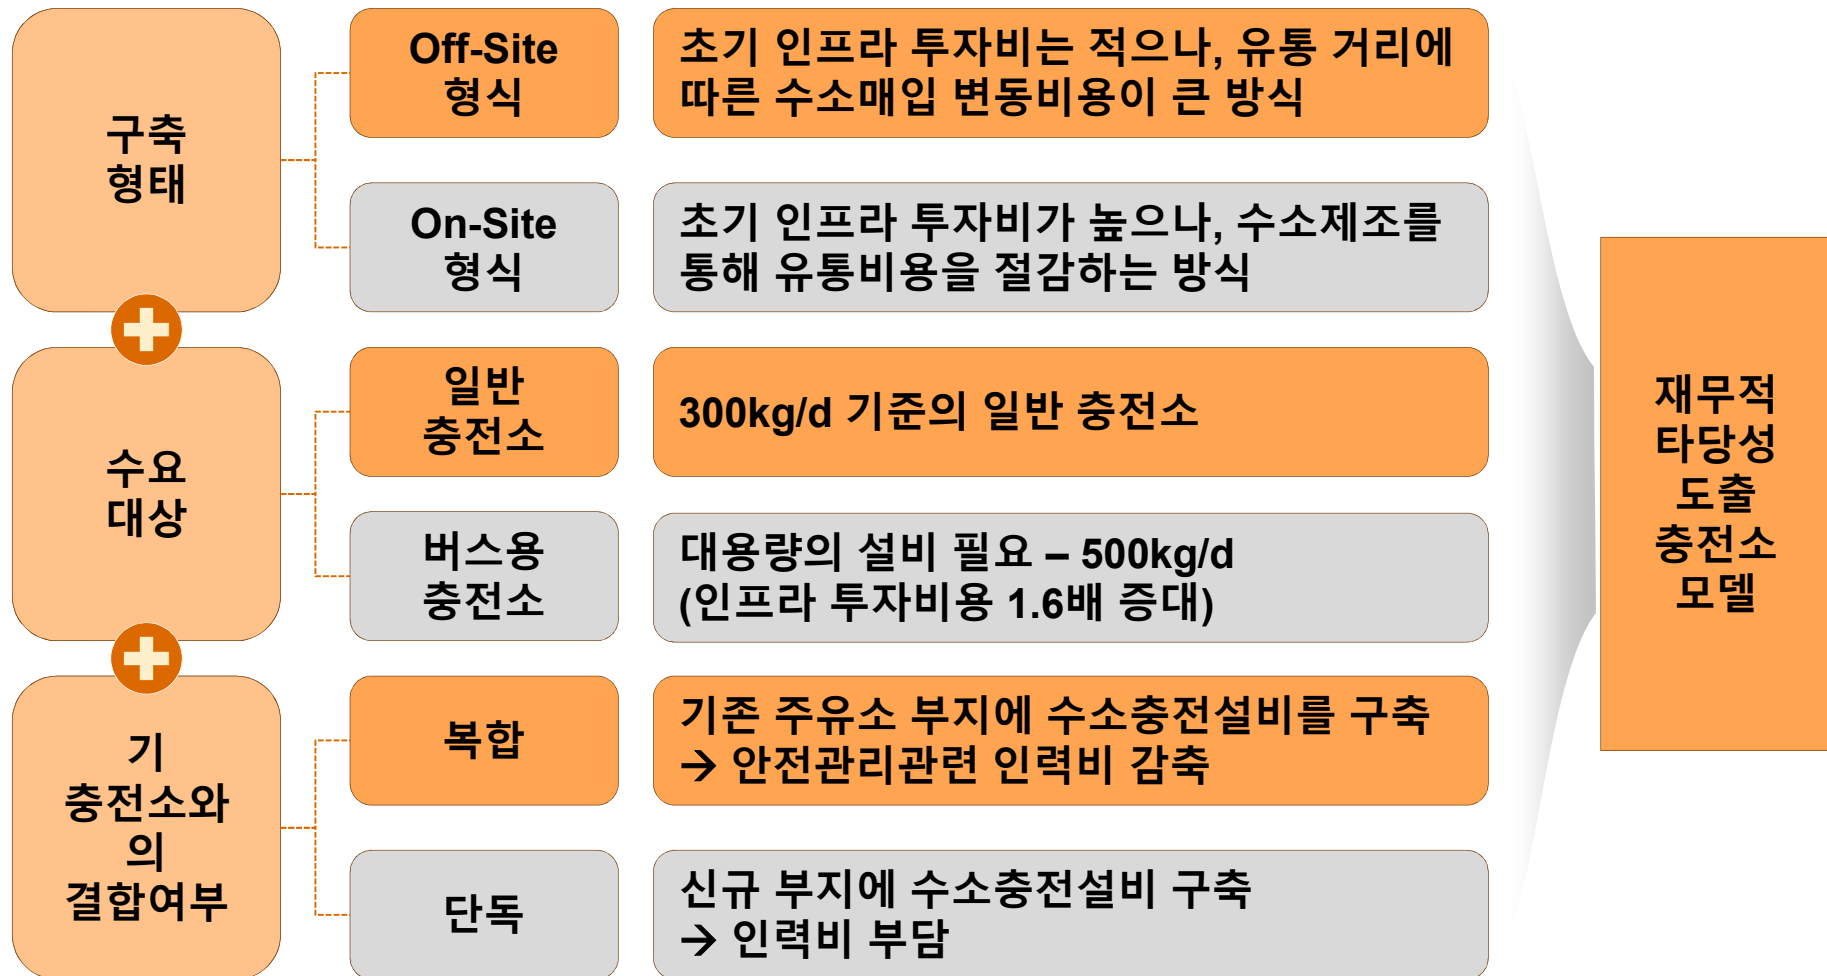 구축
형태
Off-Site
형식
초기 인프라 투자비는 적으나, 유통 거리에
따른 수소매입 변동비용이 큰 방식
On-Site
형식
초기 인프라 투자비가 높으나, 수소제조를
통해 유통비용을 절감하는 방식
수요
대상
일반
충전소
300kg/d 기준의 일반 충전소
버스용
충전소
대용량의 설비 필요 – 500kg/d
(인프라 투자비용 1.6배 증대)
기
충전소와
의
결합여부
복합
기존 주유소 부지에 수소충전설비를 구축
→ 안전관리관련 인력비 감축
단독
신규 부지에 수소충전설비 구축
→ 인력비 부담
재무적
타당성
도출
충전소
모델